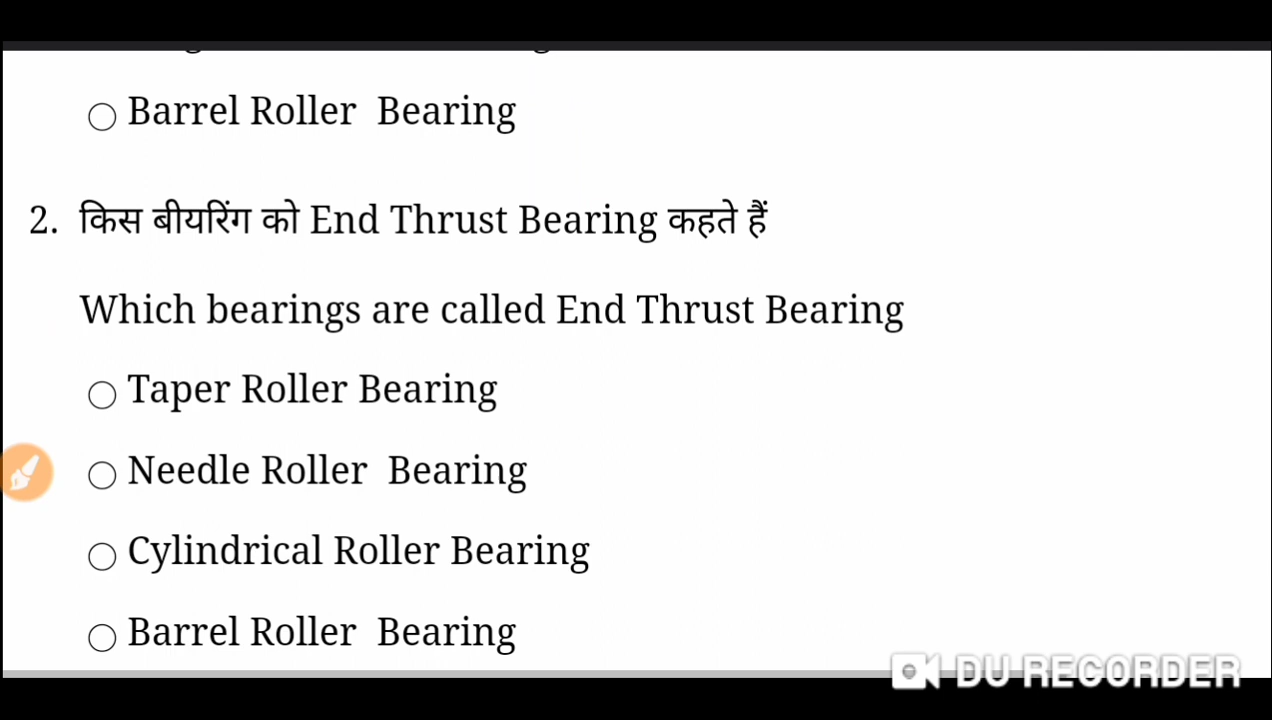 Barrel Roller  Bearing
2. किस बीयरिंग को End Thrust Bearing कहते हैं
Which bearings are called End Thrust Bearing
Taper Roller Bearing
Needle Roller  Bearing
Cylindrical Roller Bearing
Barrel Roller  Bearing
DU RECORDER